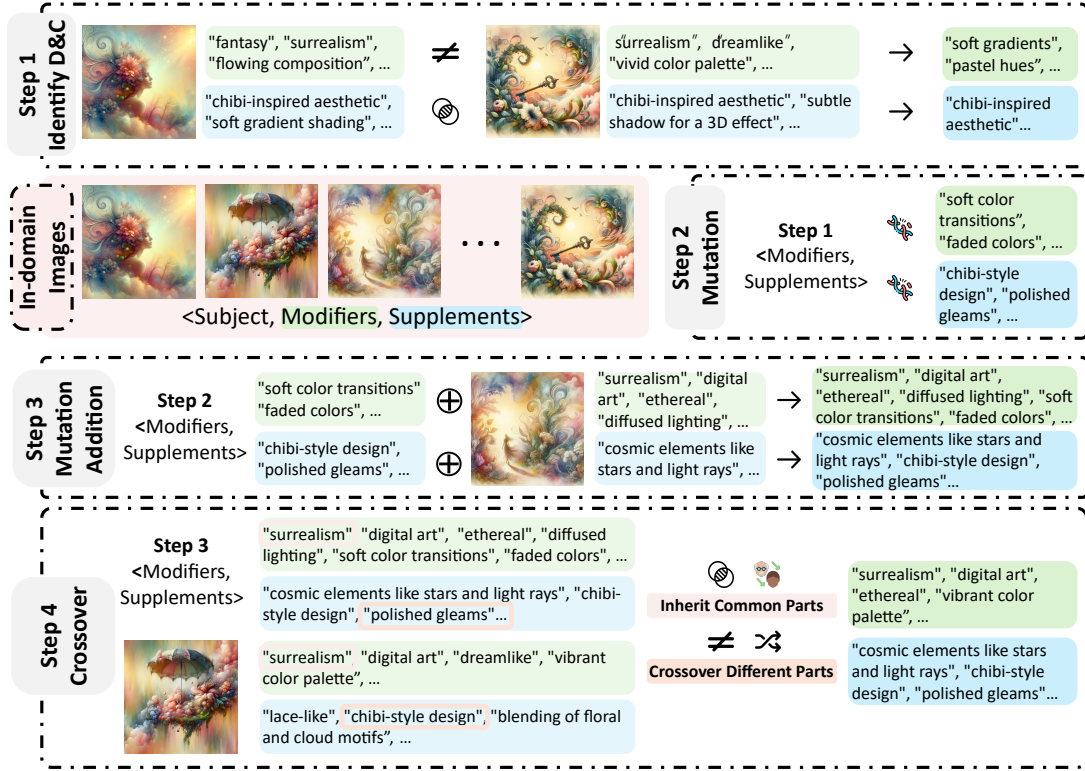 Step 1
Identify D&C
"fantasy", "surrealism",
"flowing composition", ...
"chibi-inspired aesthetic",
"soft gradient shading", ...
≠
"surrealism", "dreamlike",
"vivid color palette", ...
"chibi-inspired aesthetic", "subtle
shadow for a 3D effect", ...
→
→
"soft gradients",
"pastel hues", ...
"chibi-inspired
aesthetic"...
In-domain
Images
...
<Subject, Modifiers, Supplements>
Step 2
Mutation
Step 1
<Modifiers,
Supplements>
"soft color
transitions",
"faded colors", ...
"chibi-style
design", "polished
gleams", ...
Step 3
Mutation
Addition
Step 2
<Modifiers,
Supplements>
"soft color transitions"
"faded colors", ...
"chibi-style design",
"polished gleams", ...
⊕
⊕
"surrealism", "digital
art", "ethereal",
"diffused lighting", ...
"cosmic elements like
stars and light rays", ...
→
→
"surrealism", "digital art",
"ethereal", "diffused lighting", "soft
color transitions", "faded colors", ...
"cosmic elements like stars and
light rays", "chibi-style design",
"polished gleams"...
Step 4
Crossover
Step 3
<Modifiers,
Supplements>
"surrealism" "digital art", "ethereal", "diffused
lighting", "soft color transitions", "faded colors", ...
"cosmic elements like stars and light rays", "chibi-
style design", "polished gleams"...
"surrealism", "digital art", "dreamlike", "vibrant
color palette", ...
"lace-like", "chibi-style design", "blending of floral
and cloud motifs", ...
Inherit Common Parts
≠
Crossover Different Parts
"surrealism", "digital art",
"ethereal", "vibrant color
palette", ...
"cosmic elements like stars
and light rays", "chibi-style
design", "polished gleams"...